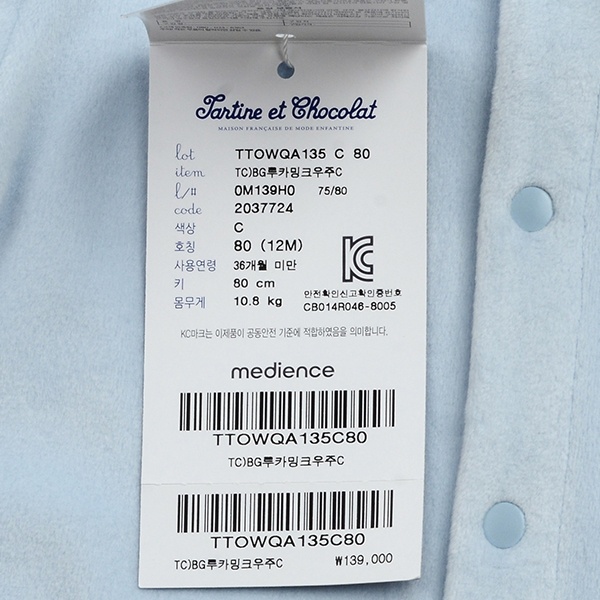 Tartine et Chocolat
MAISON FRANÇAISE DE MODE ENFANTINE
lot TTOWQA135 C 80
item TC)BG루카밍크우주C
l/# 0M139H0 75/80
code 2037724
색상 C
호칭 80 (12M)
사용연령 36개월 미만
키 80 cm
몸무게 10.8 kg
안전확인신고확인증번호
CB014R046-8005
KC마크는 이제품이 공동안전 기준에 적합하였음을 의미합니다.
medience
TTOWQA135C80
TC)BG루카밍크우주C
TTOWQA135C80
TC)BG루카밍크우주C ₩139,000